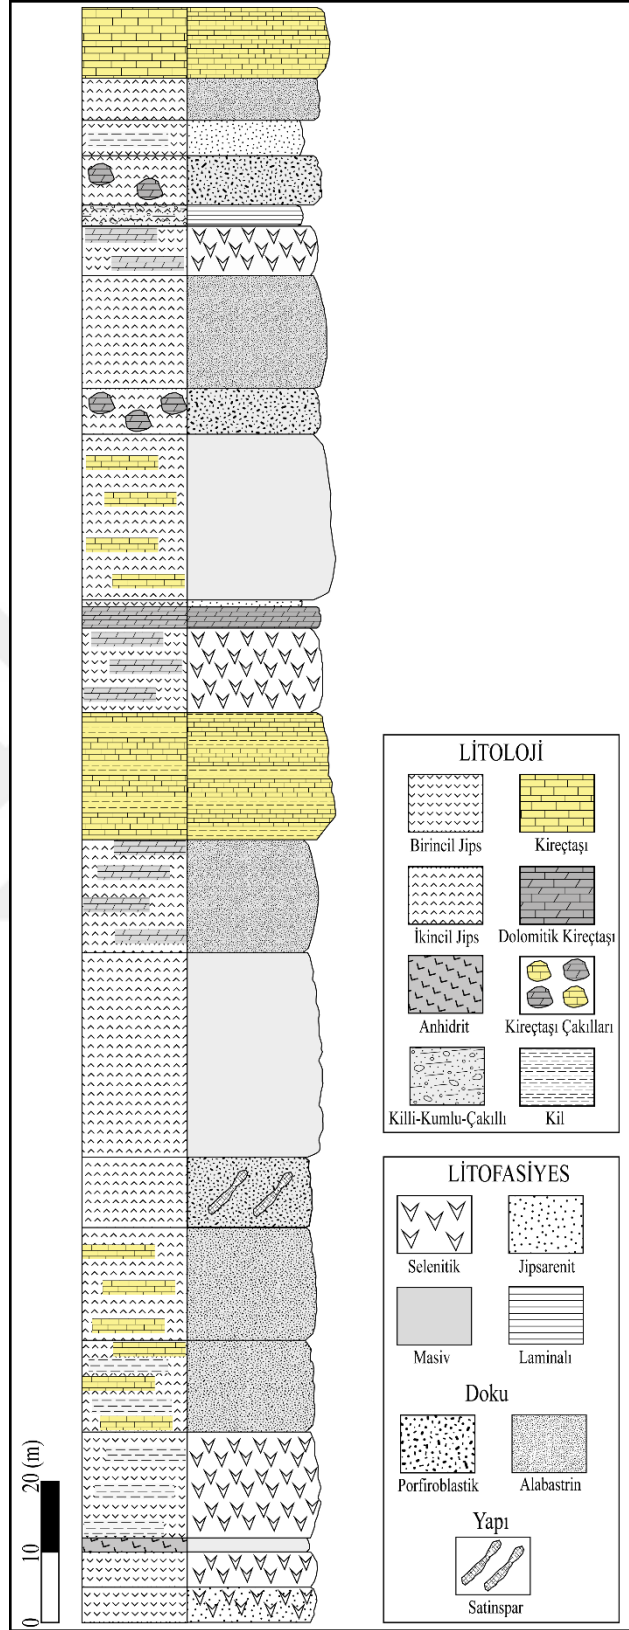 LİTOLOJİ
Birincil Jips
Kireçtaşı
İkincil Jips
Dolomitik Kireçtaşı
Anhidrit
Kireçtaşı Çakılları
Killi-Kumlu-Çakıllı
Kil
LİTOFASİYES
Selenitik
Jipsarenit
Masiv
Laminalı
Doku
Porfiroblastik
Alabastrin
Yapı
Satinspar
20 (m)
10
0